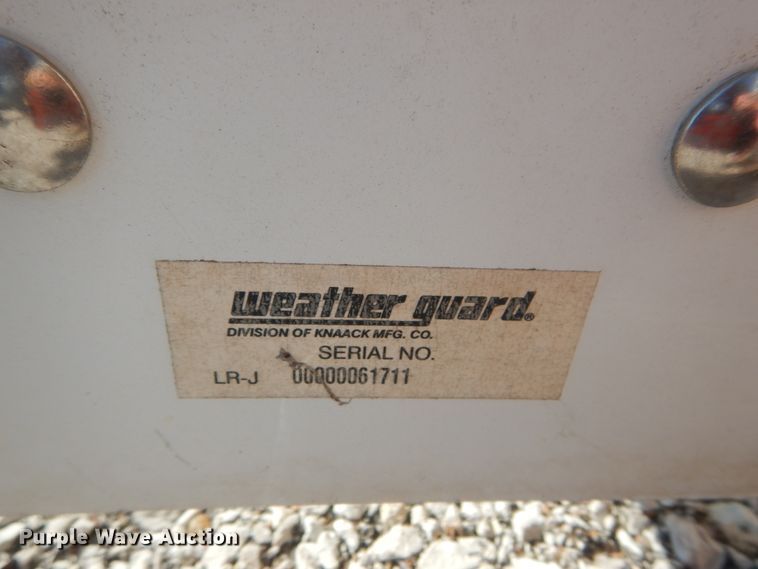 weather guard®
DIVISION OF KNAACK MFG. CO.
SERIAL NO.
LR-J 00000061711
Purple Wave Auction